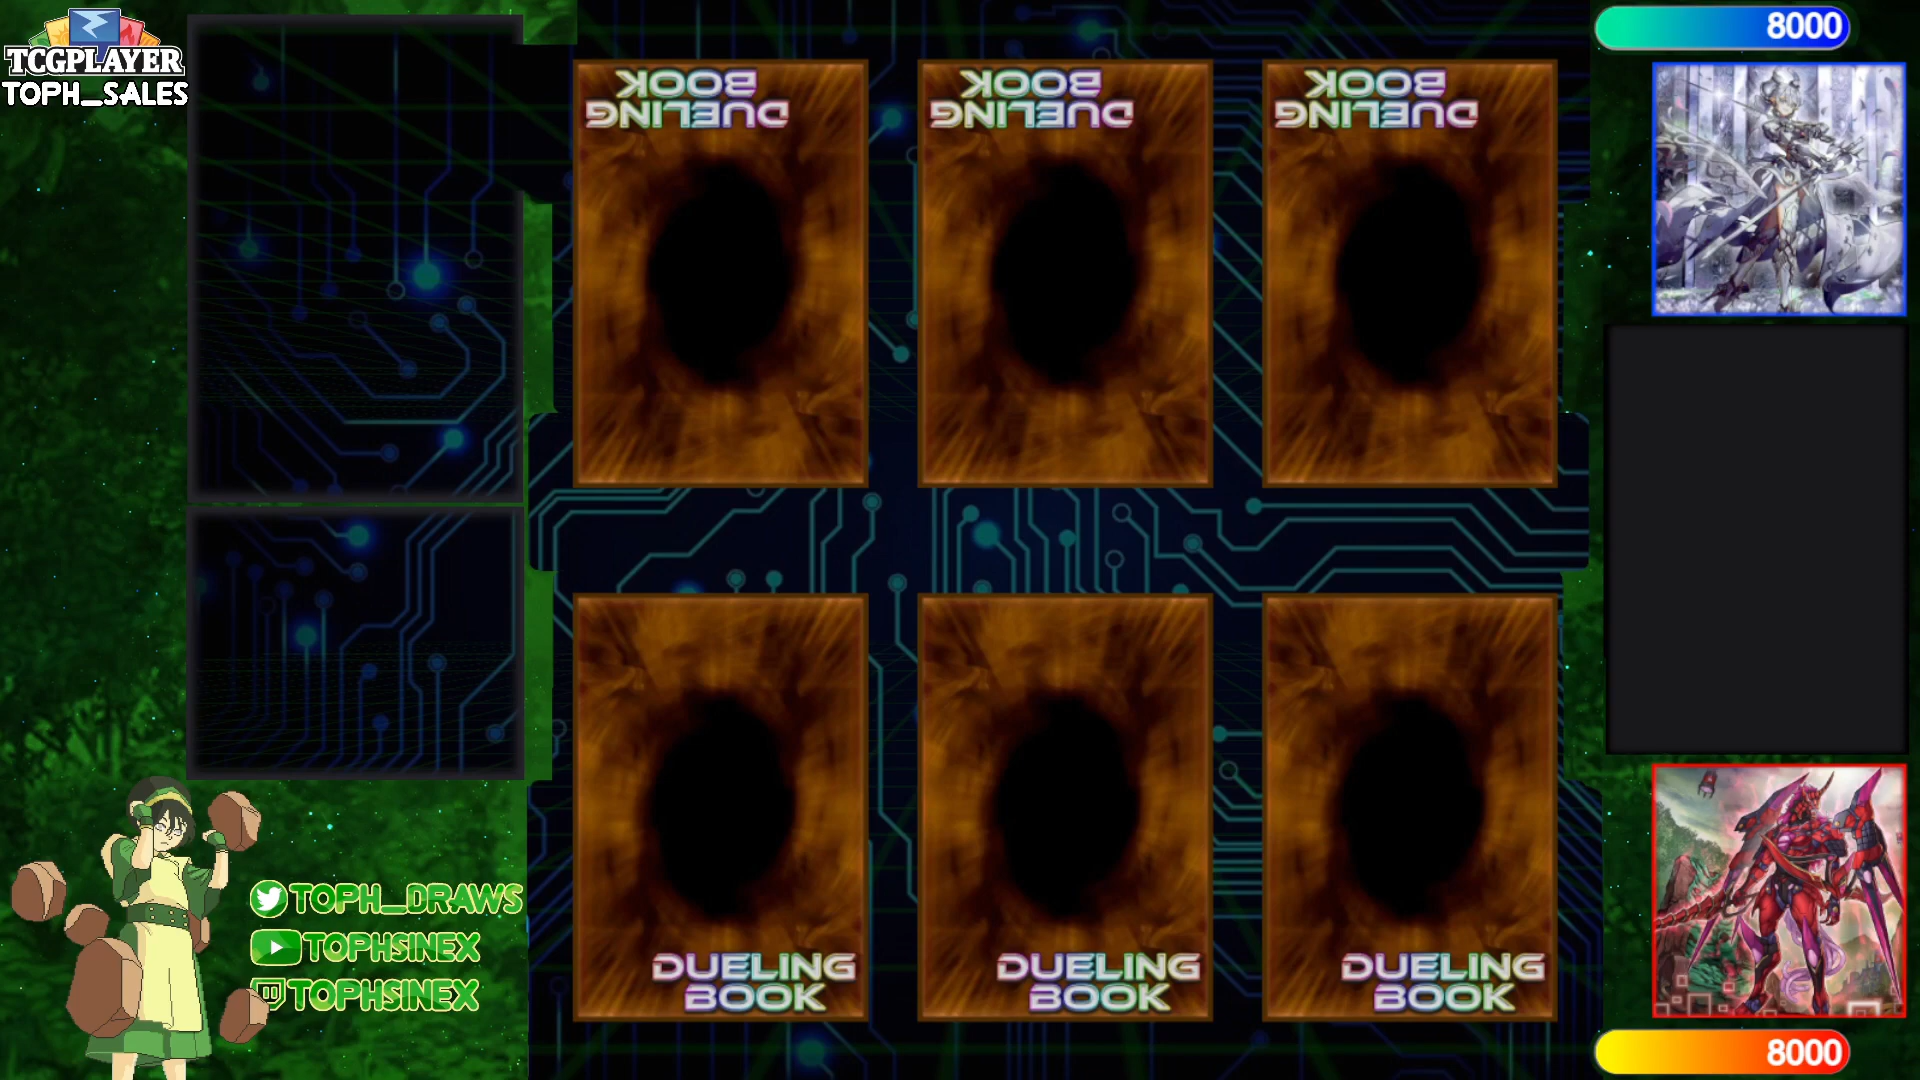 TCGPLAYER
TOPH_SALES
8000
DUELING
BOOK
DUELING
BOOK
DUELING
BOOK
DUELING
BOOK
DUELING
BOOK
DUELING
BOOK
TOPH_DRAWS
TOPHSINEX
TOPHSINEX
8000